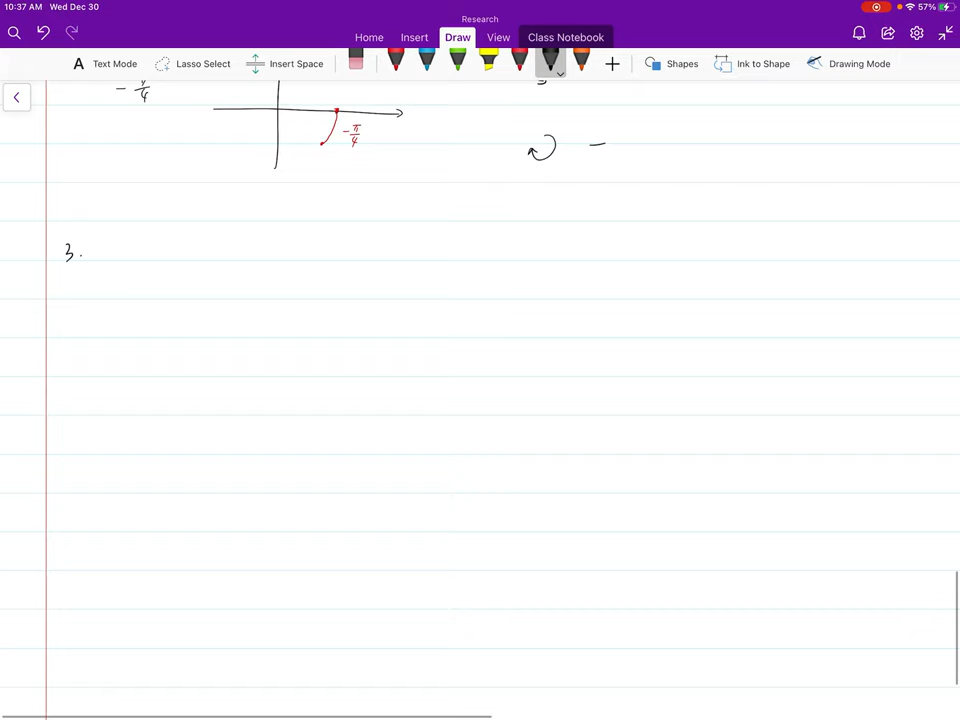 10:37 AM Wed Dec 30
57%
Research
Home Insert Draw View Class Notebook
Text Mode Lasso Select Insert Space Shapes Ink to Shape Drawing Mode
- π/4
-π/4
−
3.